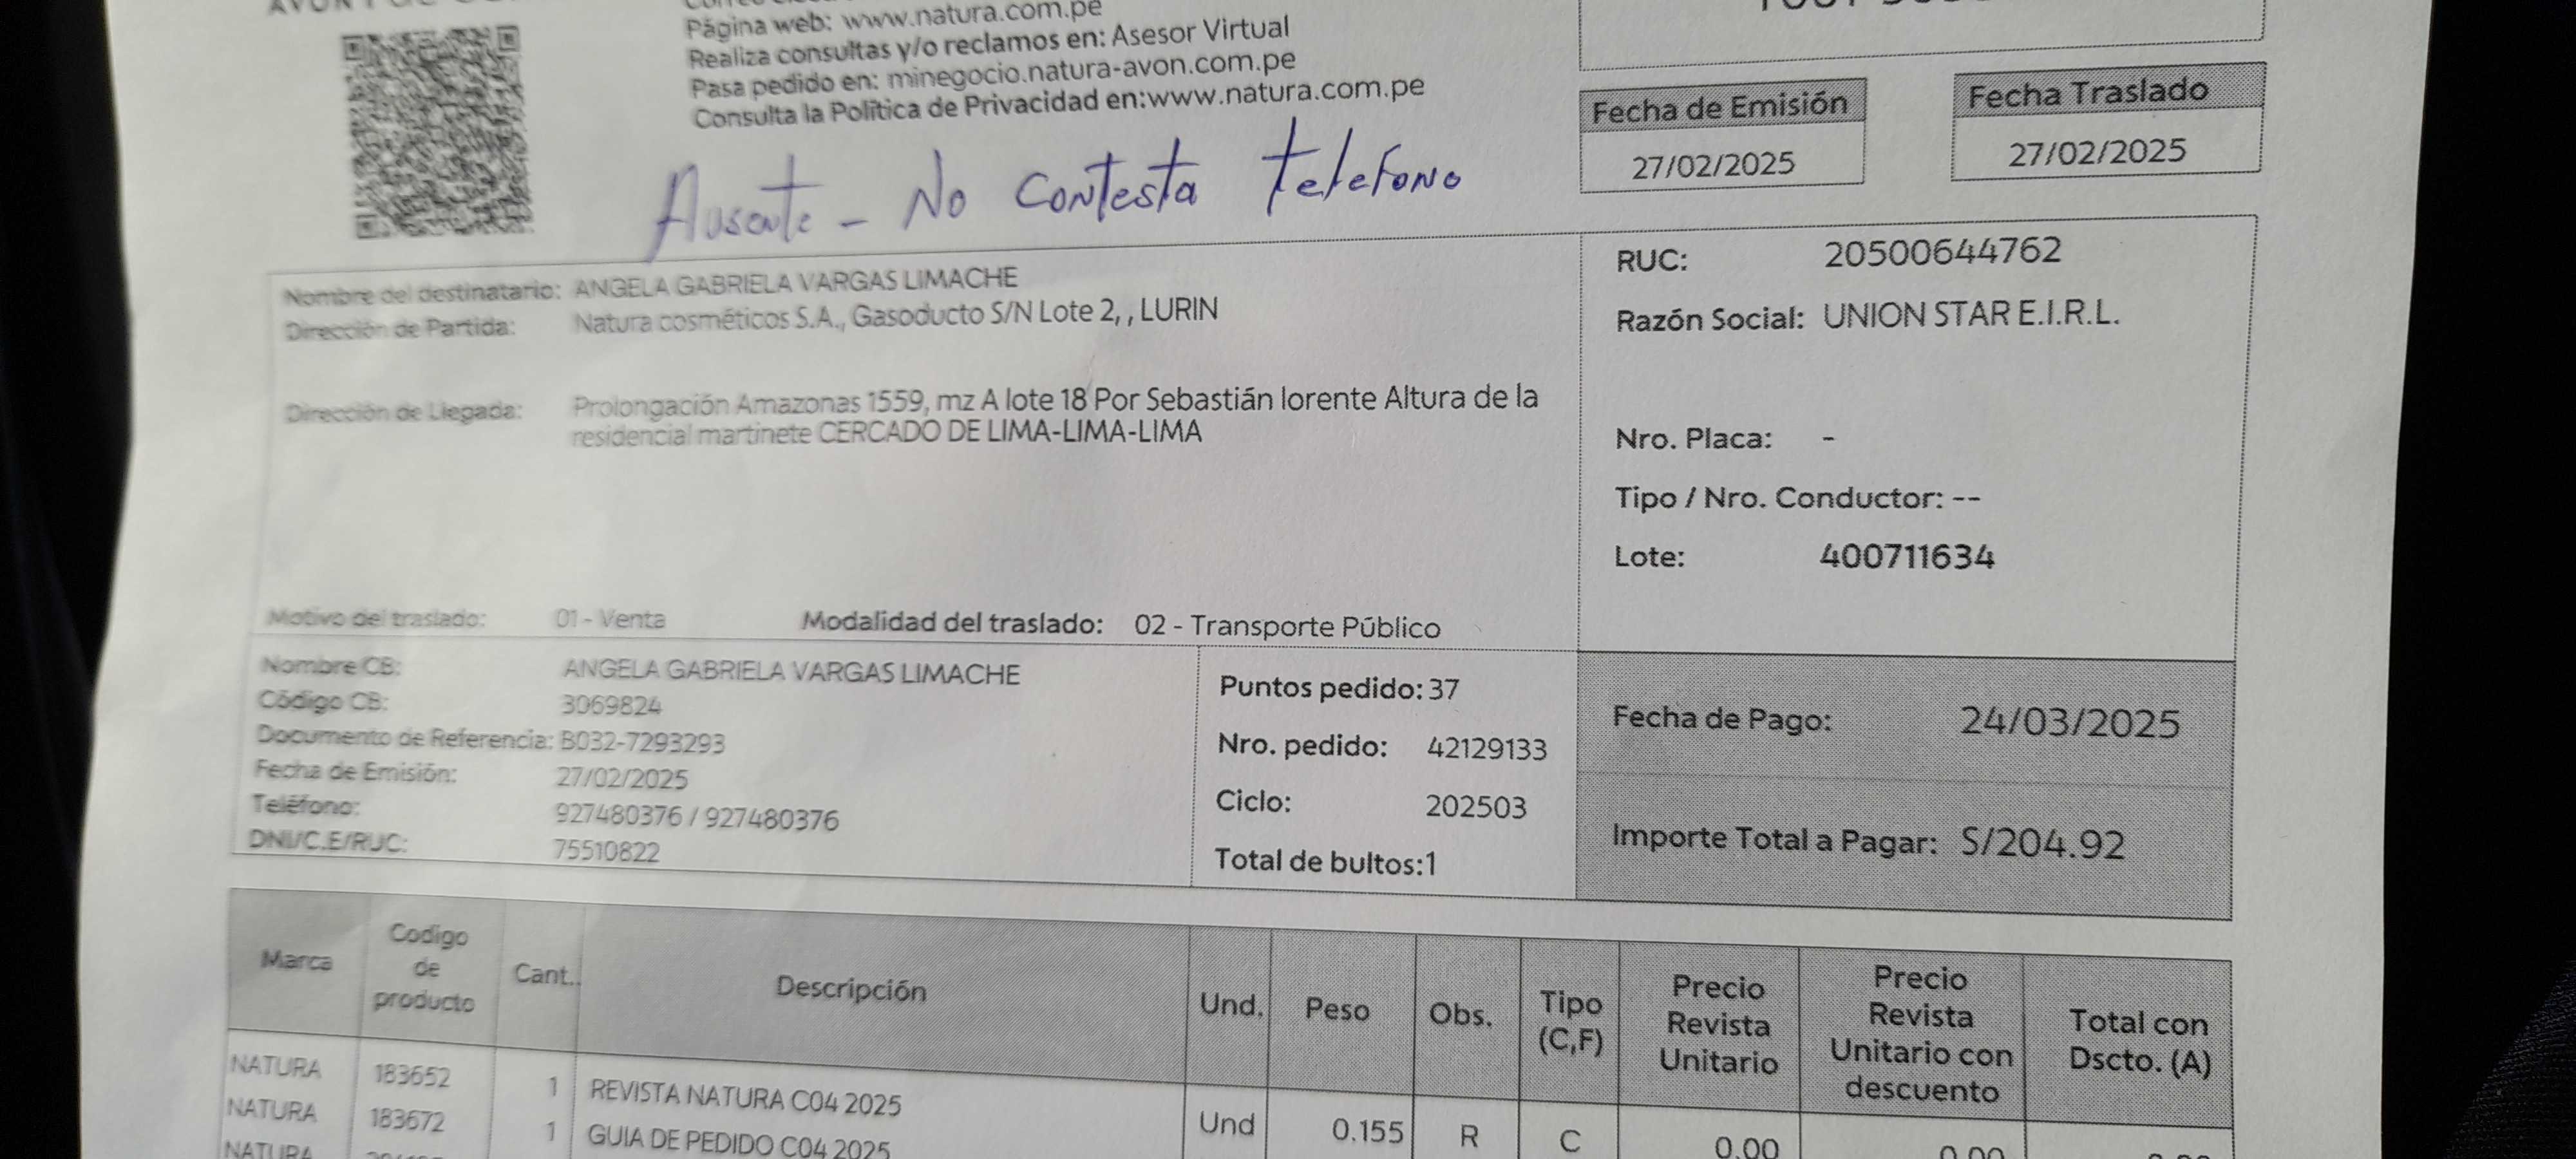 Página web: www.natura.com.pe
Realiza consultas y/o reclamos en: Asesor Virtual
Pasa pedido en: minegocio.natura-avon.com.pe
Consulta la Política de Privacidad en:www.natura.com.pe
Fecha de Emisión
27/02/2025
Fecha Traslado
27/02/2025
Ausente - No Contesta telefono
Nombre del destinatario: ANGELA GABRIELA VARGAS LIMACHE
Dirección de Partida: Natura cosméticos S.A., Gasoducto S/N Lote 2, , LURIN
Dirección de Llegada: Prolongación Amazonas 1559, mz A lote 18 Por Sebastián lorente Altura de la
residencial martinete CERCADO DE LIMA-LIMA-LIMA
Motivo del traslado: 01 - Venta Modalidad del traslado: 02 - Transporte Público
RUC: 20500644762
Razón Social: UNION STAR E.I.R.L.
Nro. Placa: -
Tipo / Nro. Conductor: --
Lote: 400711634
Nombre CB: ANGELA GABRIELA VARGAS LIMACHE
Código CB: 3069824
Documento de Referencia: B032-7293293
Fecha de Emisión: 27/02/2025
Teléfono: 927480376 / 927480376
DNI/C.E/RUC: 75510822
Puntos pedido: 37
Nro. pedido: 42129133
Ciclo: 202503
Total de bultos:1
Fecha de Pago: 24/03/2025
Importe Total a Pagar: S/204.92
Marca Codigo de producto Cant.. Descripción Und. Peso Obs. Tipo (C,F) Precio Revista Unitario Precio Revista Unitario con descuento Total con Dscto. (A)
NATURA 183652 1 REVISTA NATURA C04 2025
NATURA 183672 1 GUIA DE PEDIDO C04 2025 Und 0.155 R C 0.00 0.00
NATURA